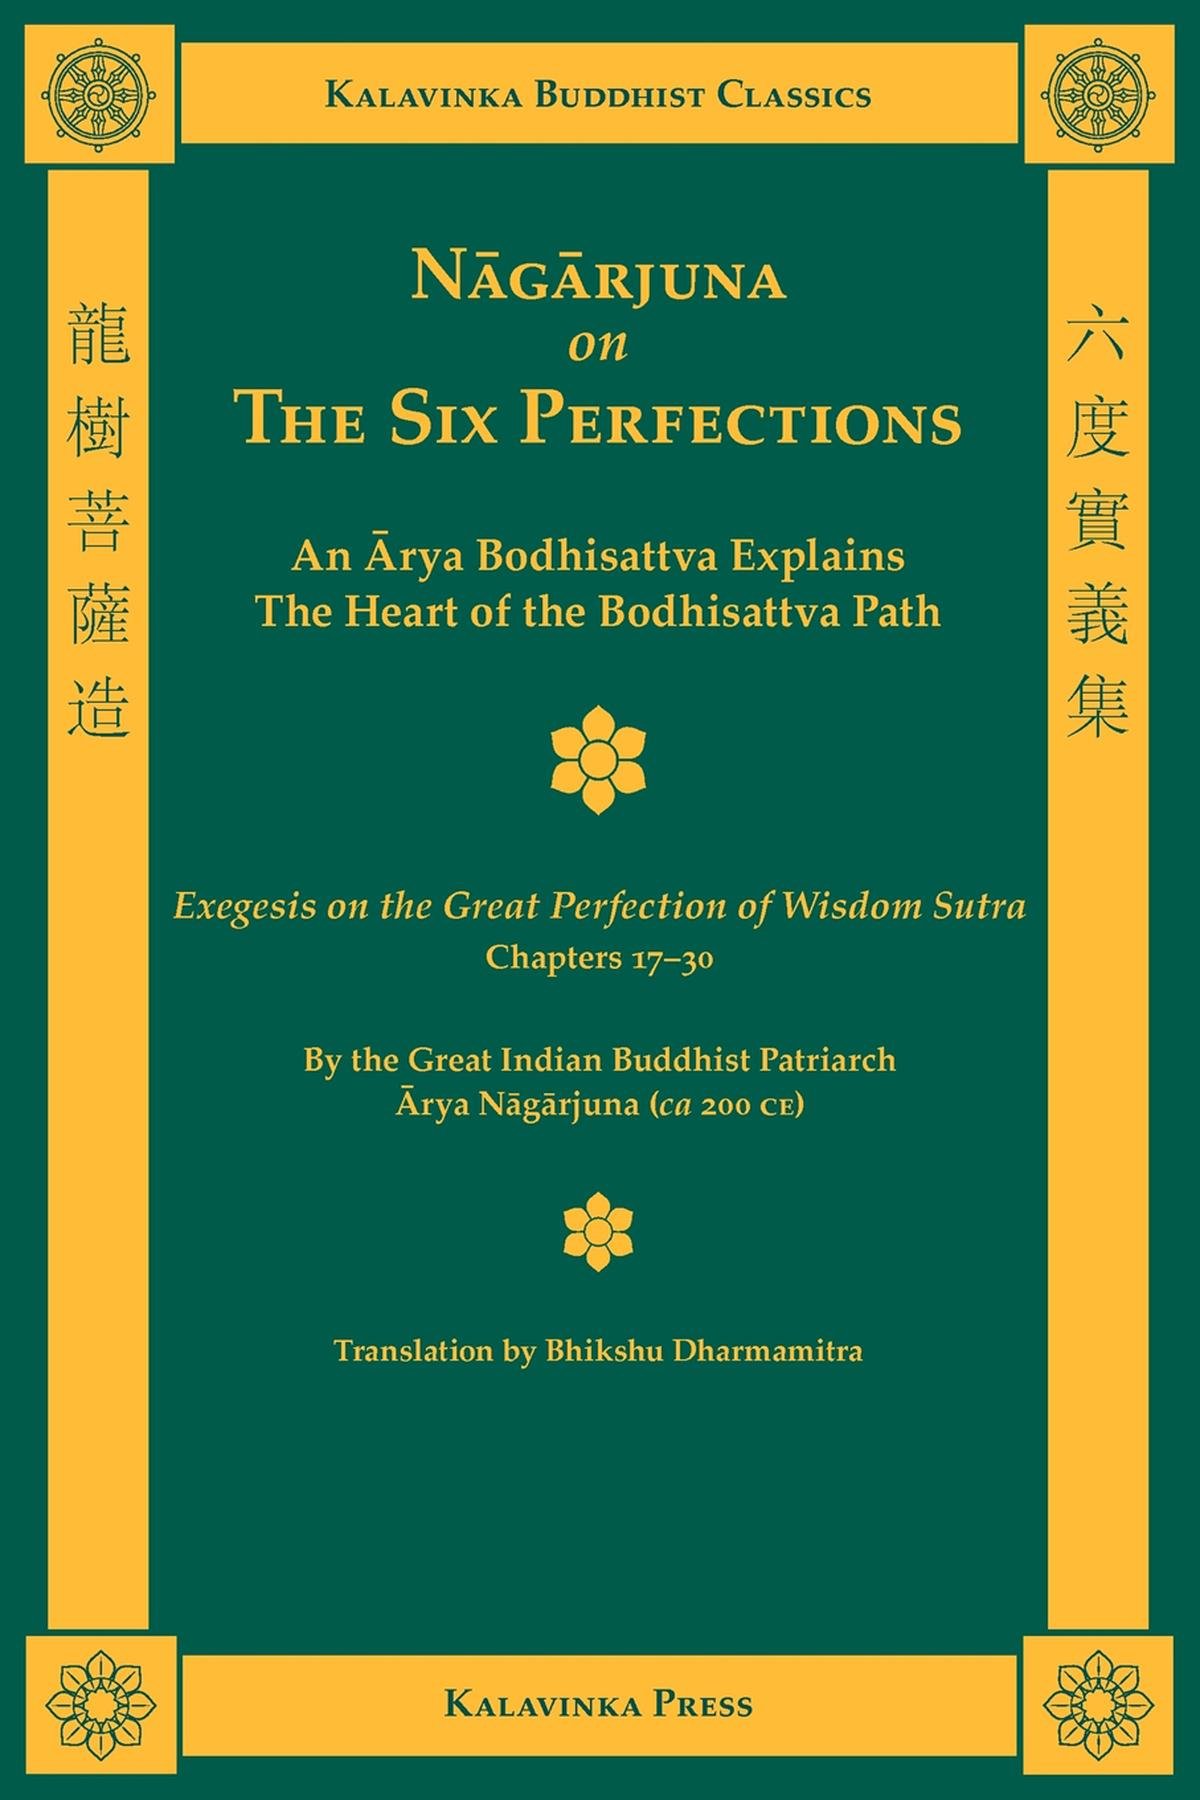 Kalavinka Buddhist Classics
Nāgārjuna
on
The Six Perfections
An Ārya Bodhisattva Explains
The Heart of the Bodhisattva Path
Exegesis on the Great Perfection of Wisdom Sutra
Chapters 17–30
By the Great Indian Buddhist Patriarch
Ārya Nāgārjuna (ca 200 CE)
Translation by Bhikshu Dharmamitra
Kalavinka Press
六度實義集
龍樹菩薩造